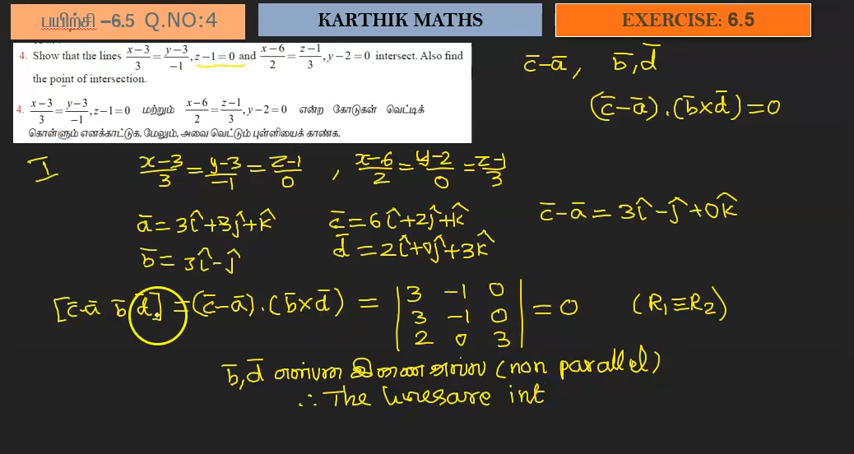 பயிற்சி –6.5 Q.NO:4
KARTHIK MATHS
EXERCISE: 6.5
4. Show that the lines (x−3)/3 = (y−3)/−1, z−1=0 and (x−6)/2 = (z−1)/3, y−2=0 intersect. Also find
the point of intersection.
4. (x−3)/3 = (y−3)/−1, z−1=0 மற்றும் (x−6)/2 = (z−1)/3, y−2=0 என்ற கோடுகள் வெட்டிக்
கொள்ளும் எனக்காட்டுக. மேலும், அவை வெட்டும் புள்ளியைக் காண்க.
c̄−ā, b̄, d̄
(c̄−ā).(b̄×d̄)=0
I (x−3)/3 = (y−3)/−1 = (z−1)/0 , (x−6)/2 = (y−2)/0 = (z−1)/3
ā = 3î+3ĵ+k̂ c̄ = 6î+2ĵ+k̂ c̄−ā = 3î−ĵ+0k̂
b̄ = 3î−ĵ d̄ = 2î+0ĵ+3k̂
[c̄-ā b̄ d̄] = (c̄−ā).(b̄×d̄) = |3 −1 0; 3 −1 0; 2 0 3| = 0 (R₁≡R₂)
b̄, d̄ என்பன இணை அல்ல (non parallel)
∴ The lines are int